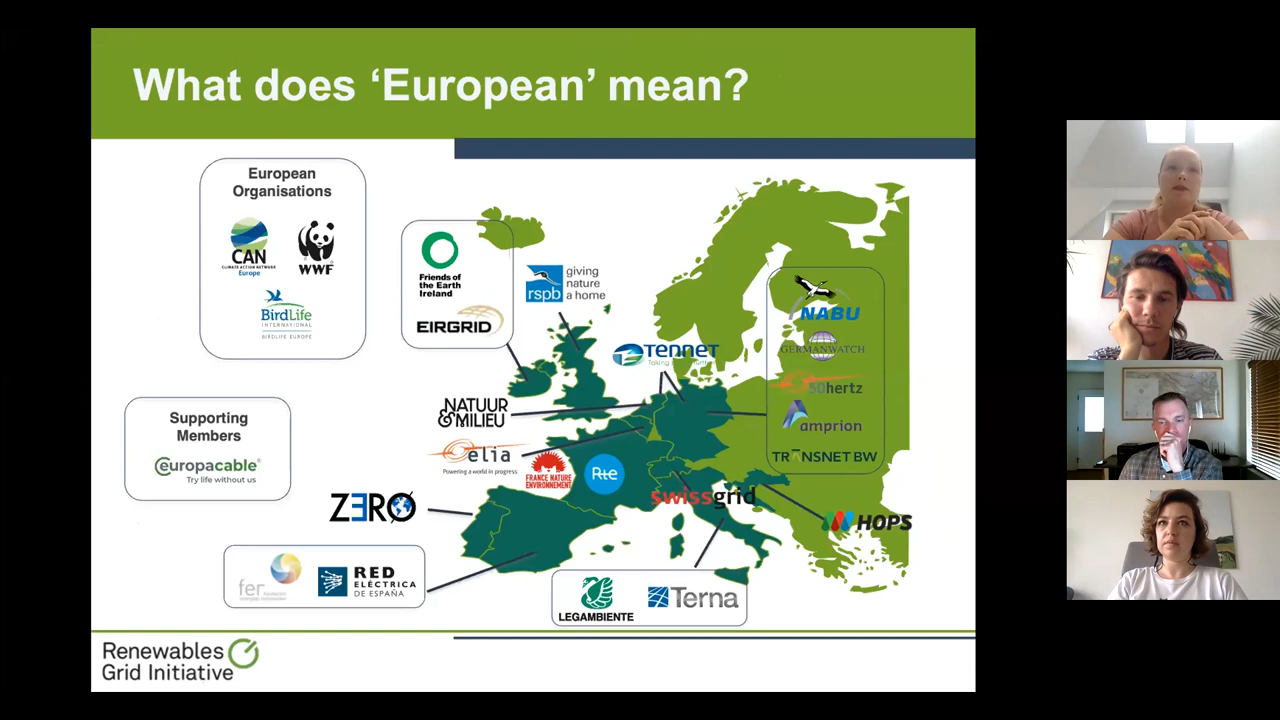 What does ‘European’ mean?
European
Organisations
CAN
CLIMATE ACTION NETWORK
Europe
WWF
BirdLife
INTERNATIONAL
BIRDLIFE EUROPE
Friends of
the Earth
Ireland
EIRGRID
rspb
giving
nature
a home
TenneT
NABU
GERMANWATCH
50hertz
amprion
TRANSNET BW
NATUUR
&MILIEU
elia
Powering a world in progress
FRANCE NATURE
ENVIRONNEMENT
Rte
swissgrid
HOPS
Supporting
Members
europacable®
Try life without us
ZERO
fer
RED
ELÉCTRICA
DE ESPAÑA
LEGAMBIENTE
Terna
Renewables
Grid Initiative